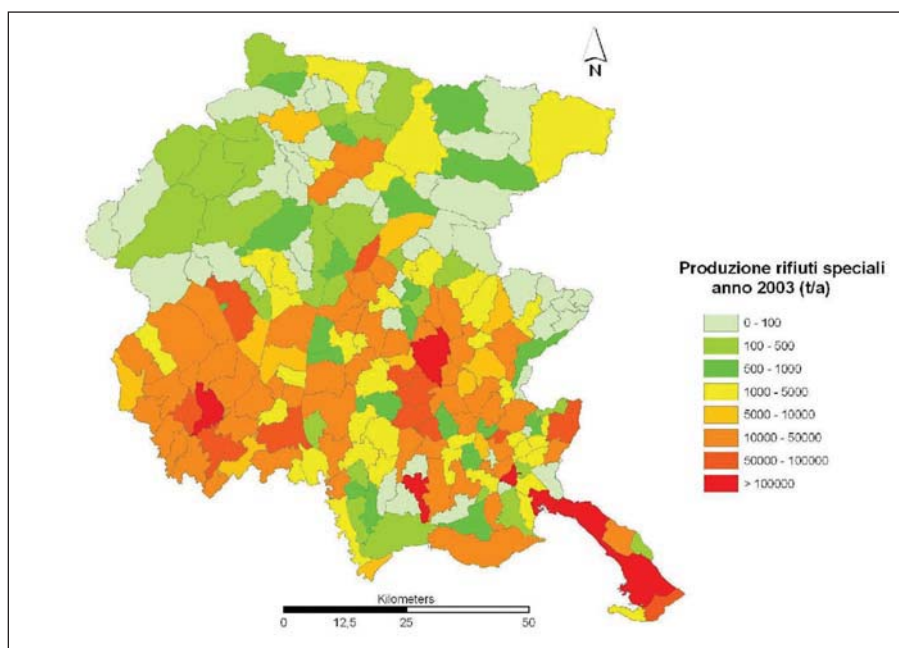 N
Produzione rifiuti speciali
anno 2003 (t/a)
0 - 100
100 - 500
500 - 1000
1000 - 5000
5000 - 10000
10000 - 50000
50000 - 100000
> 100000
Kilometers
0 12,5 25 50